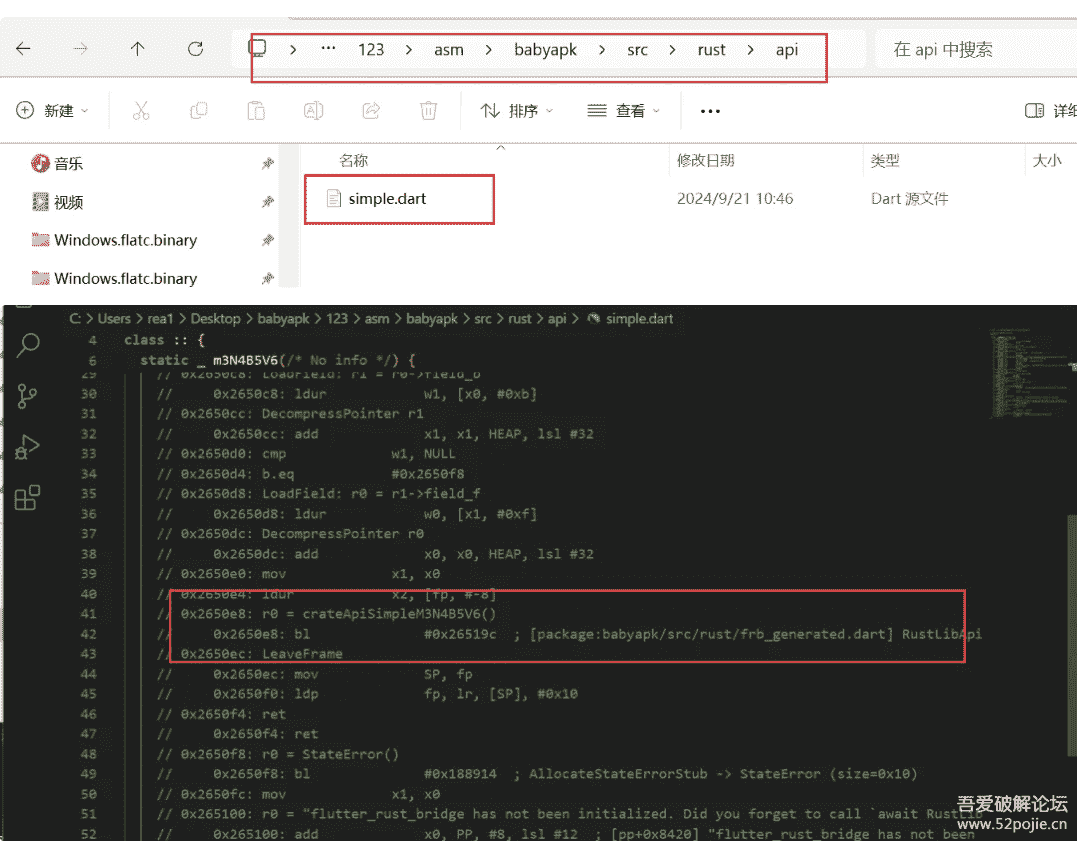 123 > asm > babyapk > src > rust > api
在 api 中搜索
新建
排序
查看
名称 修改日期 类型 大小
音乐
视频
Windows.flatc.binary
Windows.flatc.binary
simple.dart 2024/9/21 10:46 Dart 源文件
C: > Users > rea1 > Desktop > babyapk > 123 > asm > babyapk > src > rust > api > simple.dart
4 class :: {
6 static _ m3N4B5V6(/* No info */) {
29 // 0x2650c8: LoadField: r1 = r0->field_b
30 // 0x2650c8: ldur w1, [x0, #0xb]
31 // 0x2650cc: DecompressPointer r1
32 // 0x2650cc: add x1, x1, HEAP, lsl #32
33 // 0x2650d0: cmp w1, NULL
34 // 0x2650d4: b.eq #0x2650f8
35 // 0x2650d8: LoadField: r0 = r1->field_f
36 // 0x2650d8: ldur w0, [x1, #0xf]
37 // 0x2650dc: DecompressPointer r0
38 // 0x2650dc: add x0, x0, HEAP, lsl #32
39 // 0x2650e0: mov x1, x0
40 // 0x2650e4: ldur x2, [fp, #-8]
41 // 0x2650e8: r0 = crateApiSimpleM3N4B5V6()
42 // 0x2650e8: bl #0x26519c ; [package:babyapk/src/rust/frb_generated.dart] RustLibApi
43 // 0x2650ec: LeaveFrame
44 // 0x2650ec: mov SP, fp
45 // 0x2650f0: ldp fp, lr, [SP], #0x10
46 // 0x2650f4: ret
47 // 0x2650f4: ret
48 // 0x2650f8: r0 = StateError()
49 // 0x2650f8: bl #0x188914 ; AllocateStateErrorStub -> StateError (size=0x10)
50 // 0x2650fc: mov x1, x0
51 // 0x265100: r0 = "flutter_rust_bridge has not been initialized. Did you forget to call `await RustLib
52 // 0x265100: add x0, PP, #8, lsl #12 ; [pp+0x8420] "flutter_rust_bridge has not been
吾爱破解论坛
www.52pojie.cn